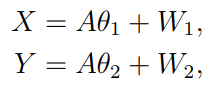 X = Aθ₁ + W₁,
Y = Aθ₂ + W₂,